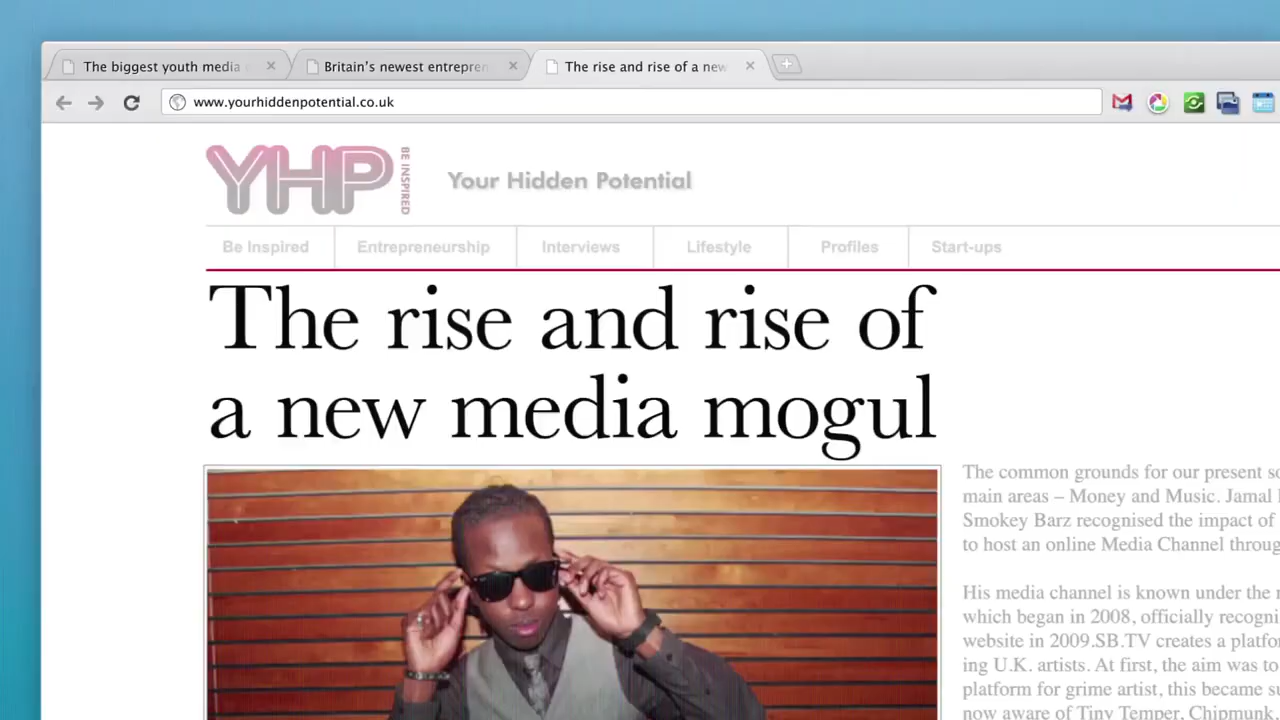 The biggest youth media
Britain's newest entrepren
The rise and rise of a new
www.yourhiddenpotential.co.uk
YHP
BE INSPIRED
Your Hidden Potential
Be Inspired
Entrepreneurship
Interviews
Lifestyle
Profiles
Start-ups
The rise and rise of
a new media mogul
The common grounds for our present so
main areas – Money and Music. Jamal
Smokey Barz recognised the impact of
to host an online Media Channel throug
His media channel is known under the
which began in 2008, officially recogni
website in 2009.SB.TV creates a platfo
ing U.K. artists. At first, the aim was to
platform for grime artist, this became su
now aware of Tiny Temper, Chipmunk,